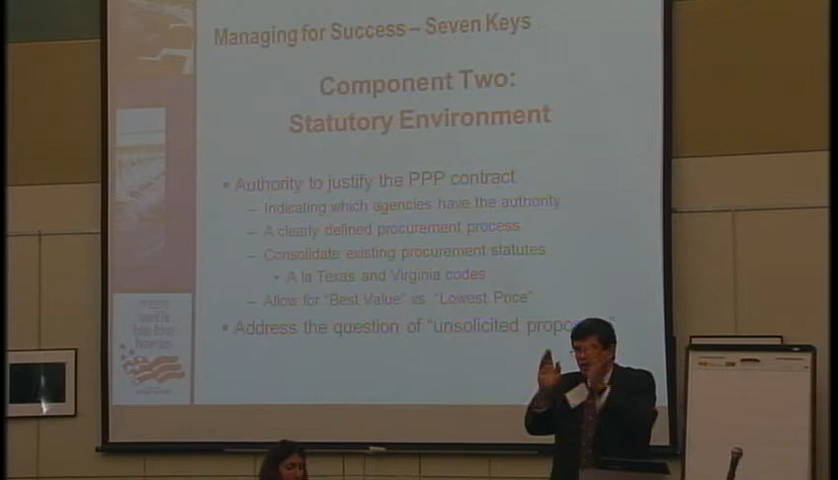 Managing for Success – Seven Keys
Component Two:
Statutory Environment
▪ Authority to justify the PPP contract
– Indicating which agencies have the authority
– A clearly defined procurement process
– Consolidate existing procurement statutes
• A la Texas and Virginia codes
– Allow for "Best Value" vs "Lowest Price"
▪ Address the question of "unsolicited